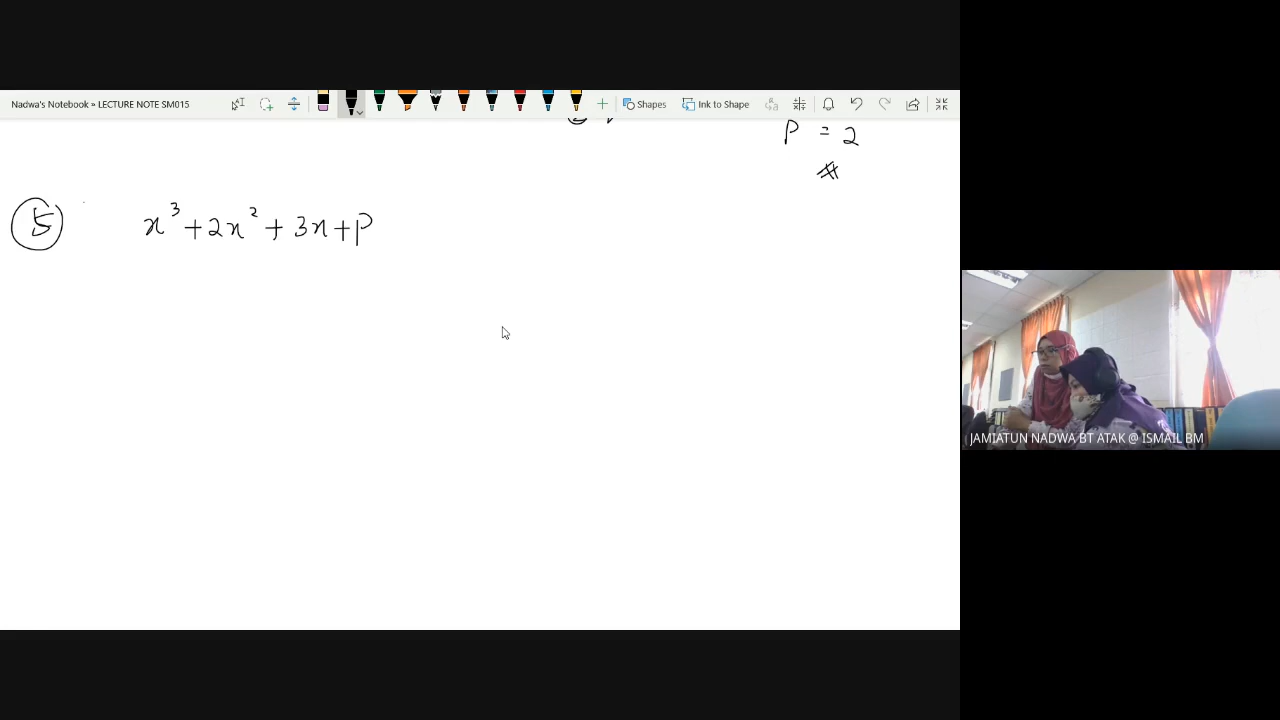 Nadwa's Notebook » LECTURE NOTE SM015
Shapes
Ink to Shape
P = 2
5 x³ + 2x² + 3x + P
JAMIATUN NADWA BT ATAK @ ISMAIL BM